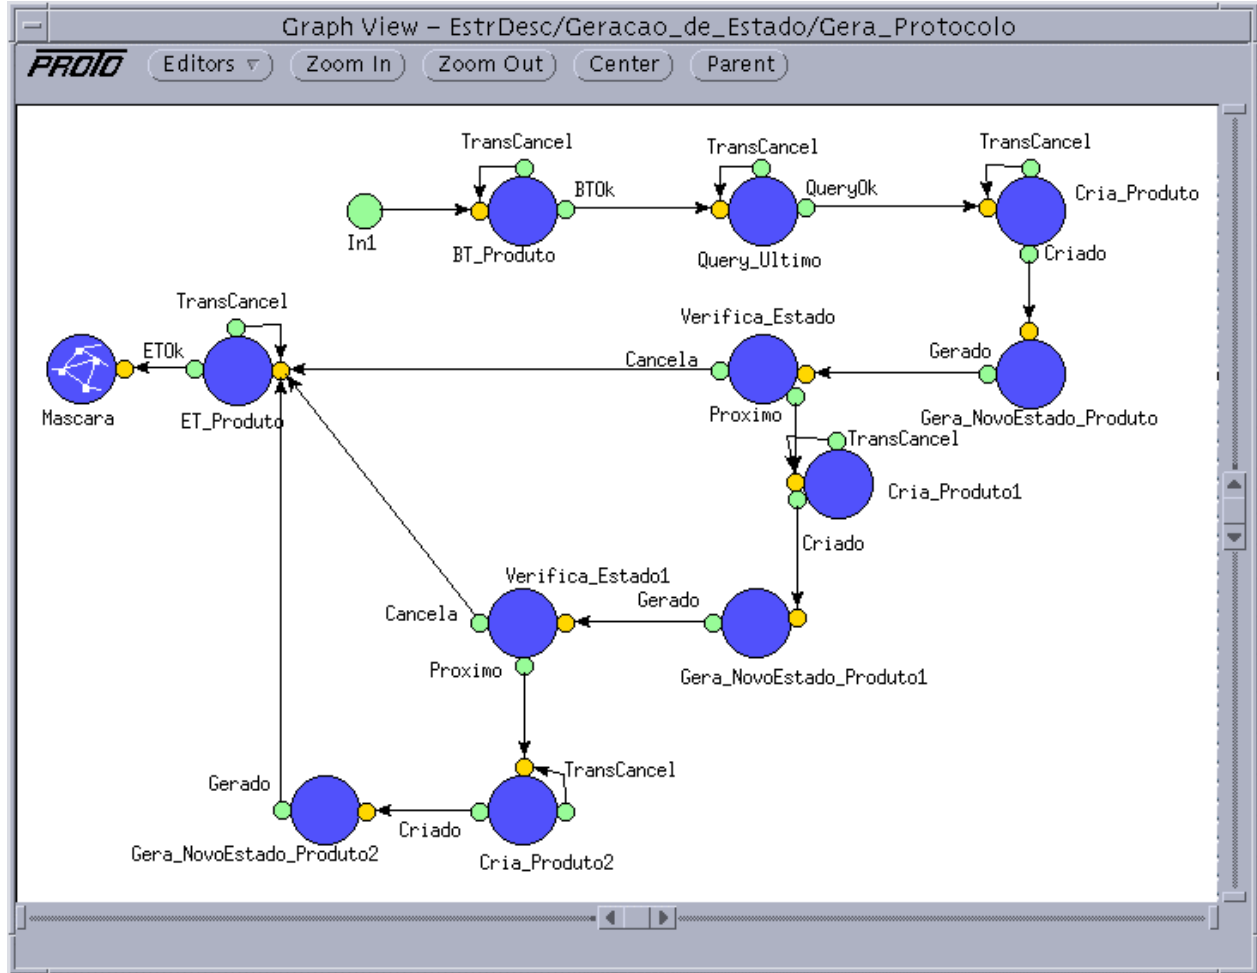 Graph View – EstrDesc/Geracao_de_Estado/Gera_Protocolo
PROTO Editors Zoom In Zoom Out Center Parent
TransCancel TransCancel TransCancel
BTOk QueryOk Cria_Produto
In1 BT_Produto Query_Ultimo Criado
TransCancel Verifica_Estado
ETOk Cancela Gerado
Mascara ET_Produto Proximo Gera_NovoEstado_Produto
TransCancel
Cria_Produto1
Criado
Verifica_Estado1
Cancela Gerado
Proximo Gera_NovoEstado_Produto1
TransCancel
Gerado
Criado
Gera_NovoEstado_Produto2 Cria_Produto2